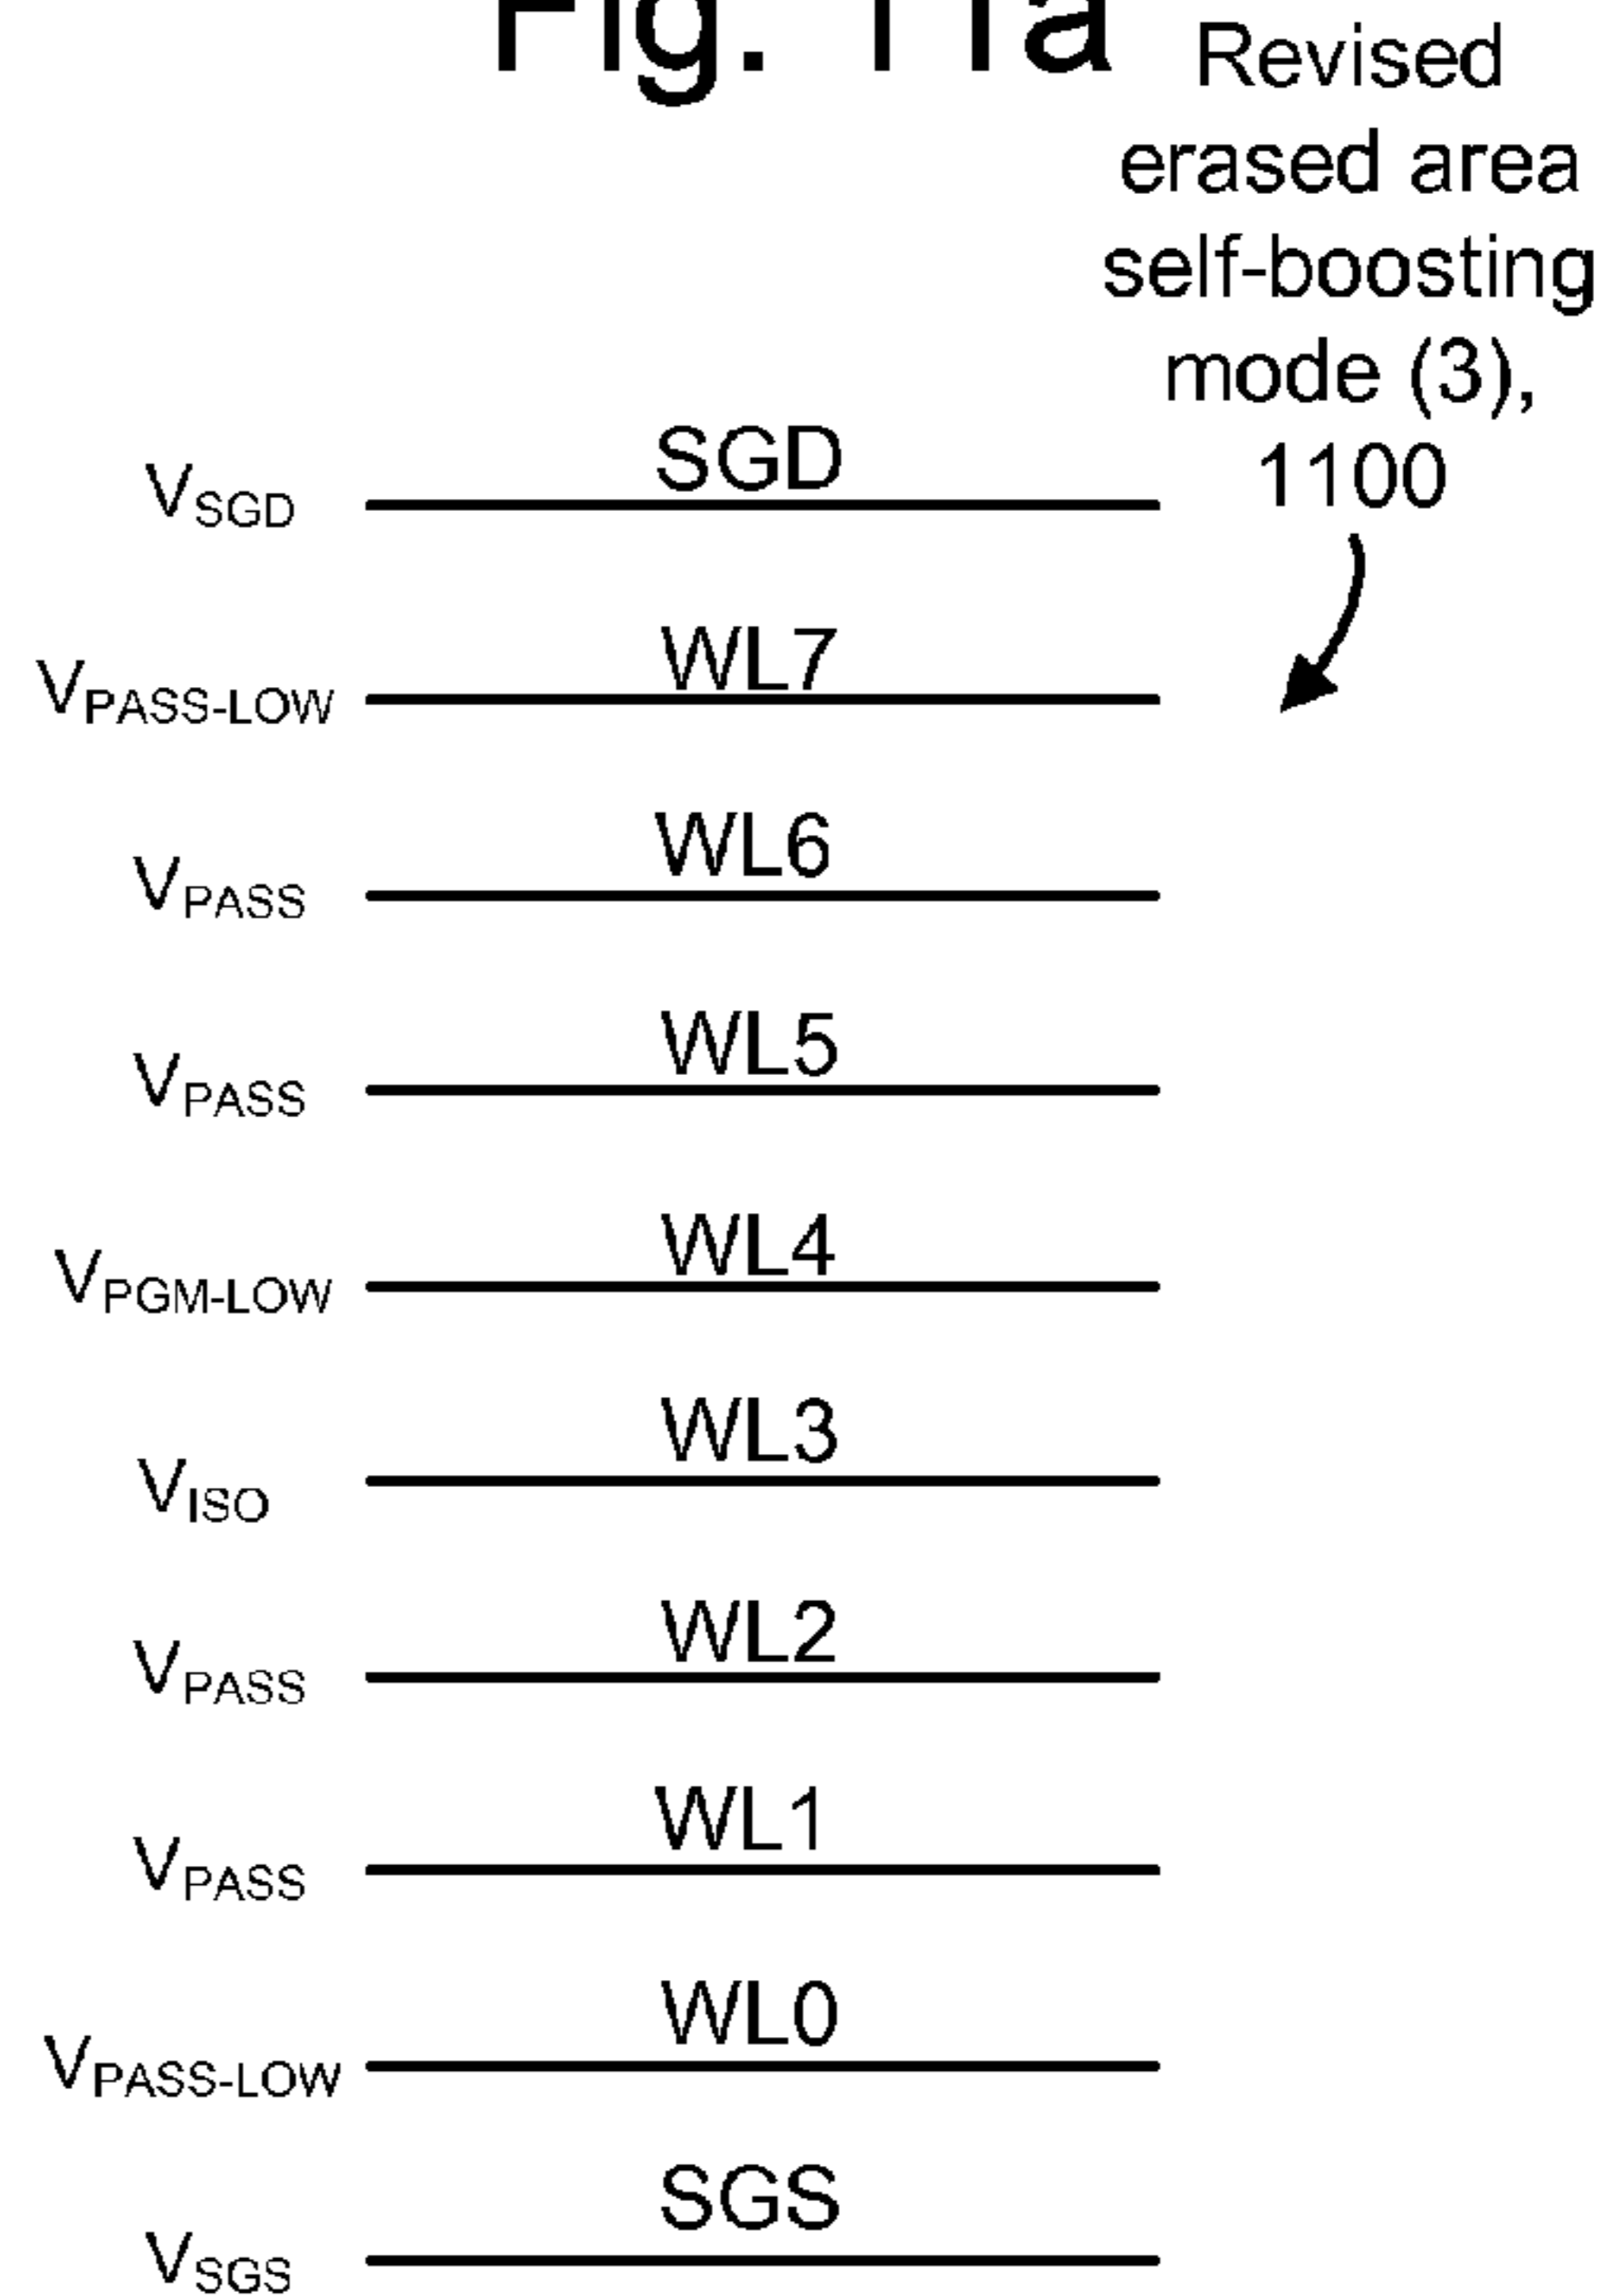 Fig. 11a
Revised
erased area
self-boosting
mode (3),
1100
SGD
VSGD
WL7
VPASS-LOW
WL6
VPASS
WL5
VPASS
WL4
VPGM-LOW
WL3
VISO
WL2
VPASS
WL1
VPASS
WL0
VPASS-LOW
SGS
VSGS